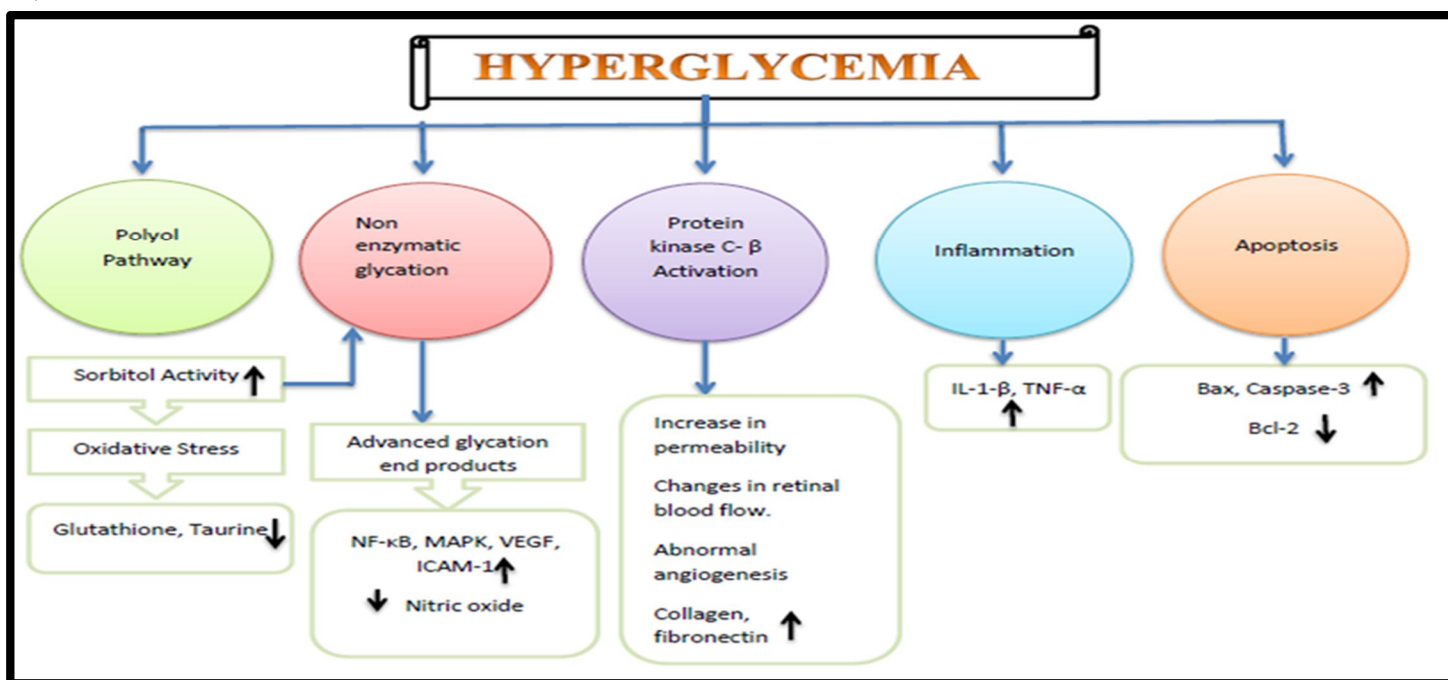 HYPERGLYCEMIA
Polyol
Pathway
Non
enzymatic
glycation
Protein
kinase C- β
Activation
Inflammation
Apoptosis
Sorbitol Activity
Oxidative Stress
Glutathione, Taurine
Advanced glycation
end products
NF-κB, MAPK, VEGF,
ICAM-1
Nitric oxide
Increase in
permeability
Changes in retinal
blood flow.
Abnormal
angiogenesis
Collagen,
fibronectin
IL-1-β, TNF-α
Bax, Caspase-3
Bcl-2